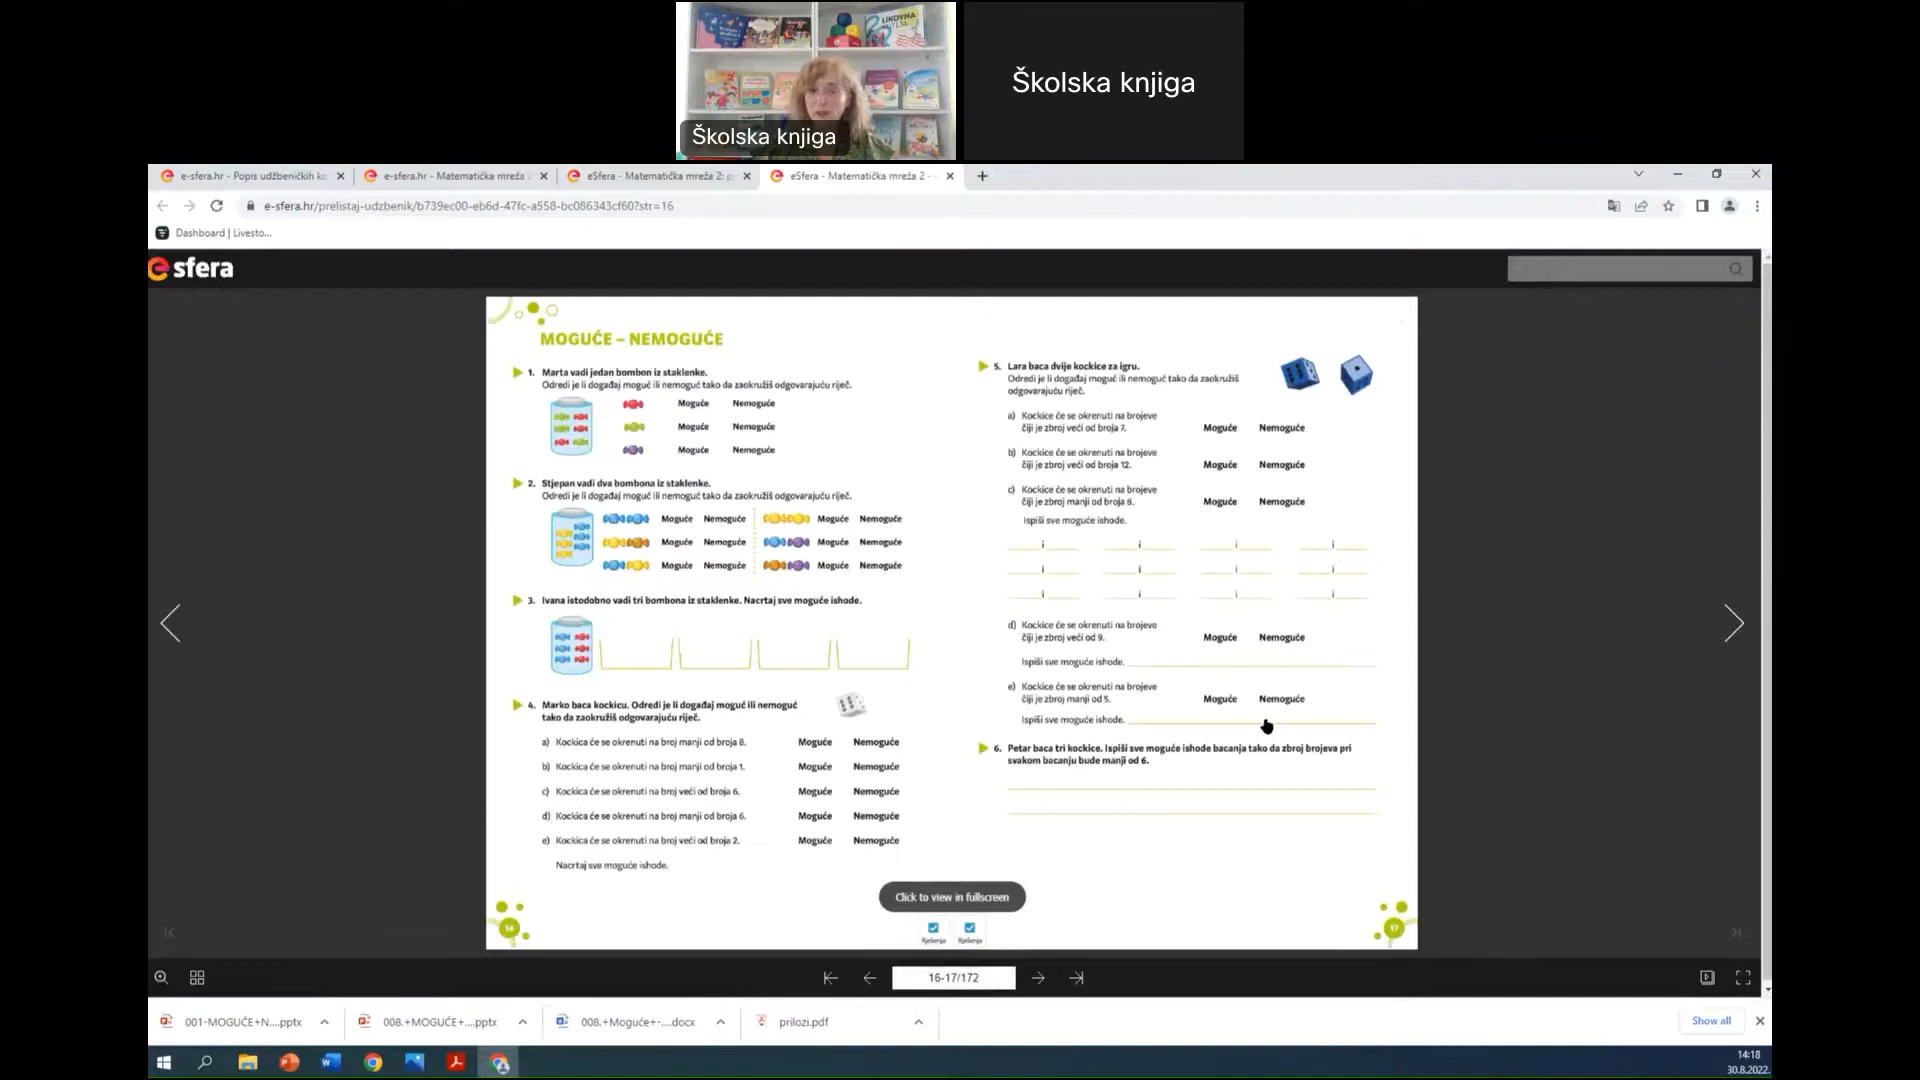 LIKOVNA
Školska knjiga
Školska knjiga
e-sfera.hr - Popis udžbeničkih ko
e-sfera.hr - Matematička mreža 2
eSfera - Matematička mreža 2: p
eSfera - Matematička mreža 2 -
e-sfera.hr/prelistaj-udzbenik/b739ec00-eb6d-47fc-a558-bc086343cf60?str=16
Dashboard | Livesto...
e sfera
MOGUĆE – NEMOGUĆE
1. Marta vadi jedan bombon iz staklenke.
Odredi je li događaj moguć ili nemoguć tako da zaokružiš odgovarajuću riječ.
Moguće Nemoguće
Moguće Nemoguće
Moguće Nemoguće
2. Stjepan vadi dva bombona iz staklenke.
Odredi je li događaj moguć ili nemoguć tako da zaokružiš odgovarajuću riječ.
Moguće Nemoguće Moguće Nemoguće
Moguće Nemoguće Moguće Nemoguće
Moguće Nemoguće Moguće Nemoguće
3. Ivana istodobno vadi tri bombona iz staklenke. Nacrtaj sve moguće ishode.
4. Marko baca kockicu. Odredi je li događaj moguć ili nemoguć
tako da zaokružiš odgovarajuću riječ.
a) Kockica će se okrenuti na broj manji od broja 8. Moguće Nemoguće
b) Kockica će se okrenuti na broj manji od broja 1. Moguće Nemoguće
c) Kockica će se okrenuti na broj veći od broja 6. Moguće Nemoguće
d) Kockica će se okrenuti na broj manji od broja 6. Moguće Nemoguće
e) Kockica će se okrenuti na broj veći od broja 2. Moguće Nemoguće
Nacrtaj sve moguće ishode.
16
5. Lara baca dvije kockice za igru.
Odredi je li događaj moguć ili nemoguć tako da zaokružiš
odgovarajuću riječ.
a) Kockice će se okrenuti na brojeve
čiji je zbroj veći od broja 7. Moguće Nemoguće
b) Kockice će se okrenuti na brojeve
čiji je zbroj veći od broja 12. Moguće Nemoguće
c) Kockice će se okrenuti na brojeve
čiji je zbroj manji od broja 8. Moguće Nemoguće
Ispiši sve moguće ishode.
i i i i
i i i i
i i i i
d) Kockice će se okrenuti na brojeve
čiji je zbroj veći od 9. Moguće Nemoguće
Ispiši sve moguće ishode.
e) Kockice će se okrenuti na brojeve
čiji je zbroj manji od 5. Moguće Nemoguće
Ispiši sve moguće ishode.
6. Petar baca tri kockice. Ispiši sve moguće ishode bacanja tako da zbroj brojeva pri
svakom bacanju bude manji od 6.
17
Click to view in fullscreen
Rješenja Rješenja
16-17/172
001-MOGUĆE+N....pptx
008.+MOGUĆE+....pptx
008.+Moguće+-....docx
prilozi.pdf
Show all
14:18
30.8.2022.